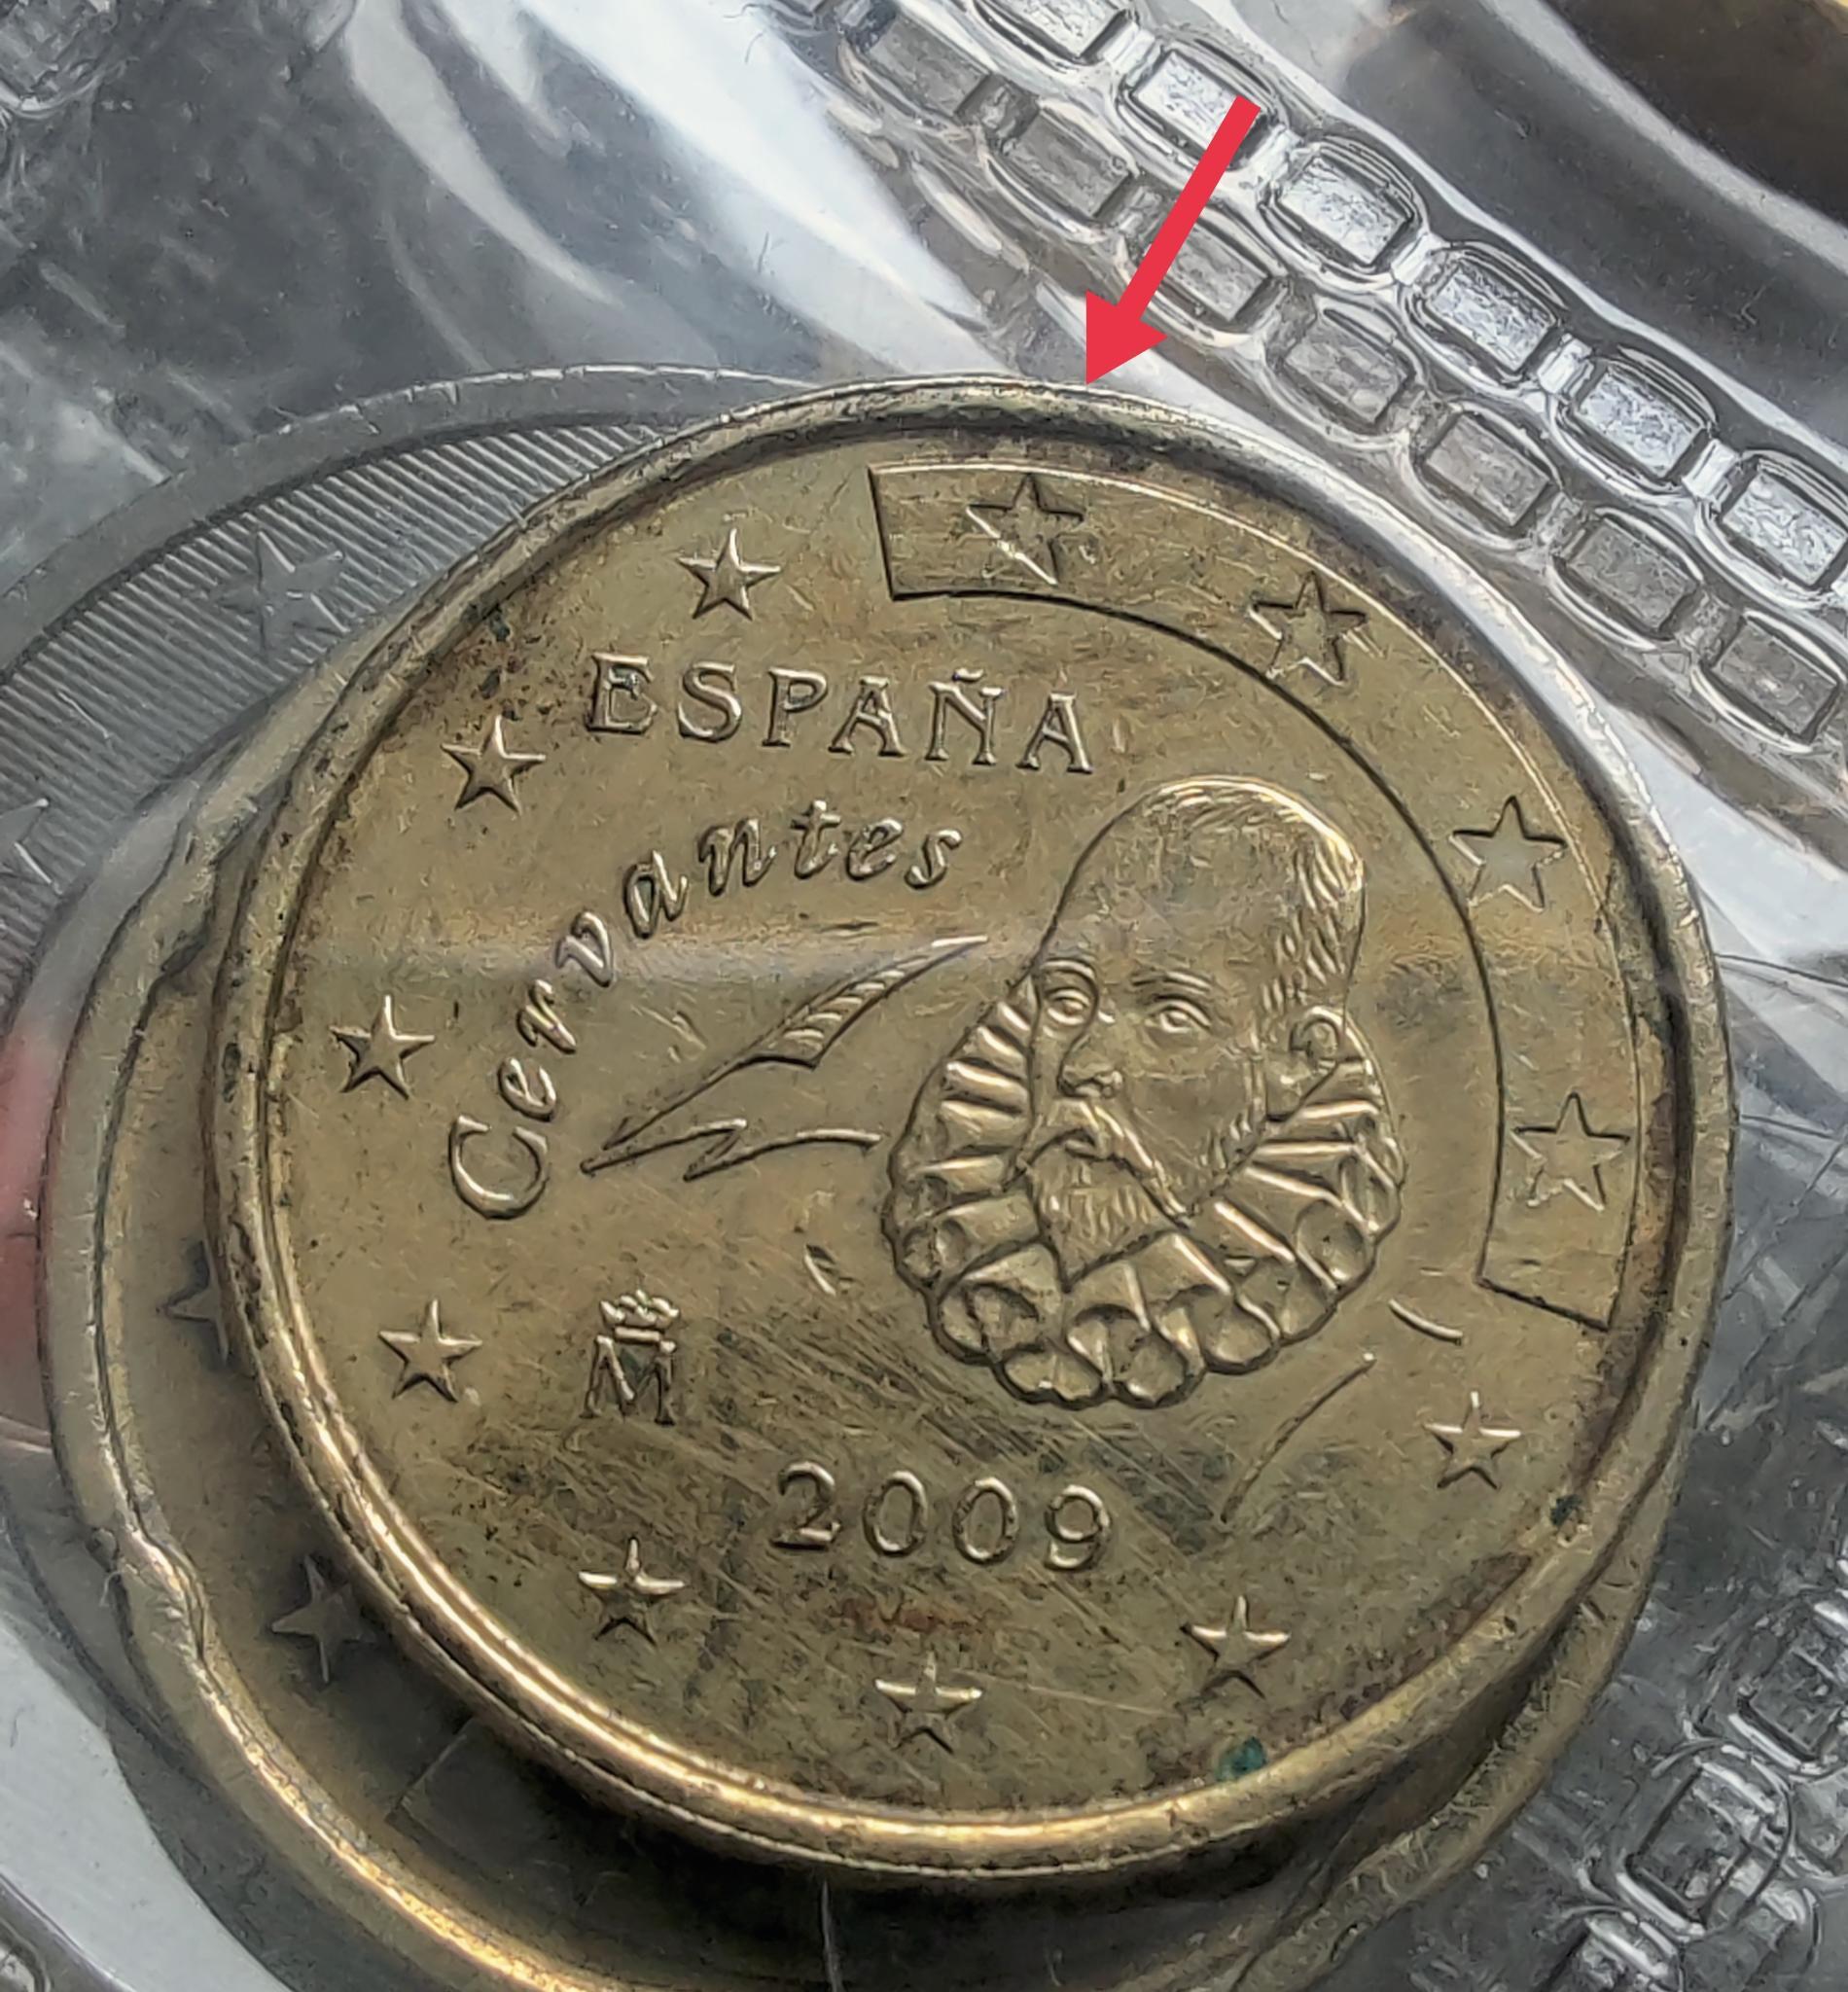 ESPAÑA
Cervantes
M
2009